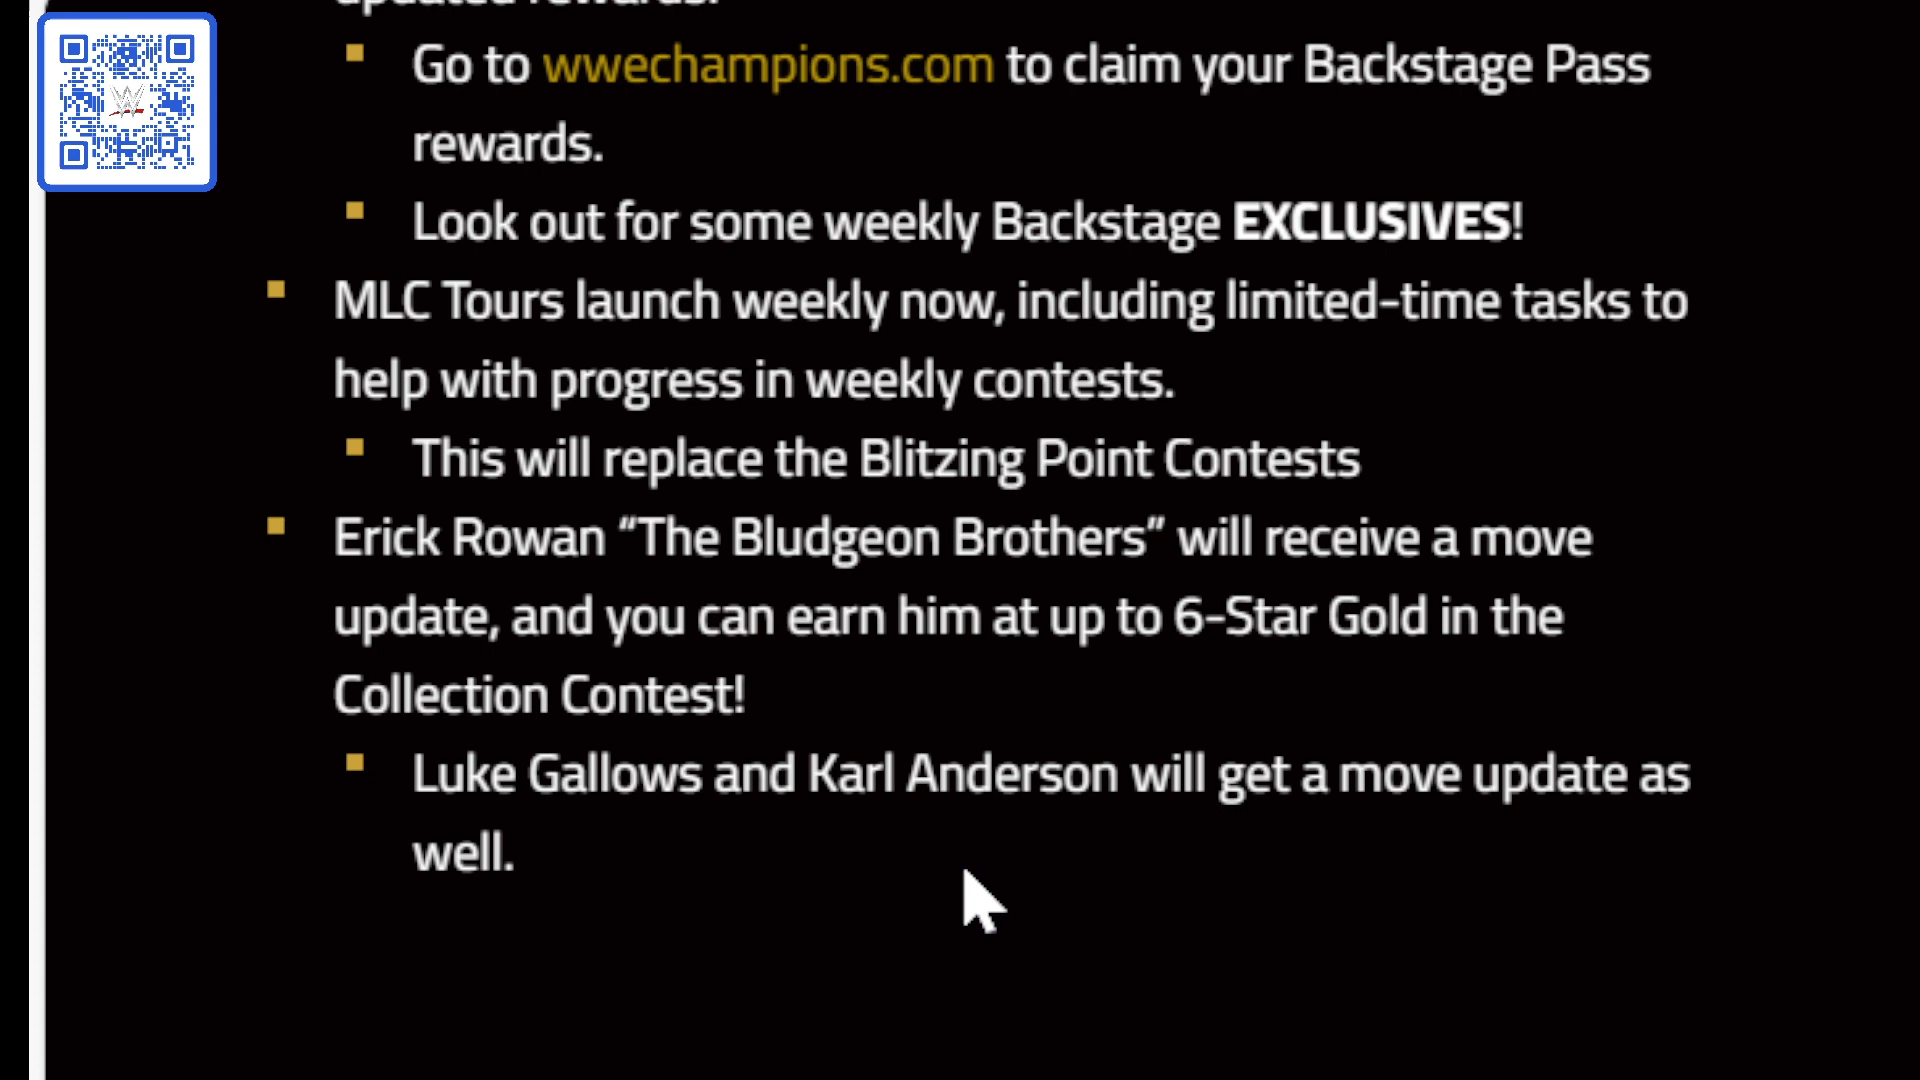 updated rewards.
Go to wwechampions.com to claim your Backstage Pass
rewards.
Look out for some weekly Backstage EXCLUSIVES!
MLC Tours launch weekly now, including limited-time tasks to
help with progress in weekly contests.
This will replace the Blitzing Point Contests
Erick Rowan “The Bludgeon Brothers” will receive a move
update, and you can earn him at up to 6-Star Gold in the
Collection Contest!
Luke Gallows and Karl Anderson will get a move update as
well.